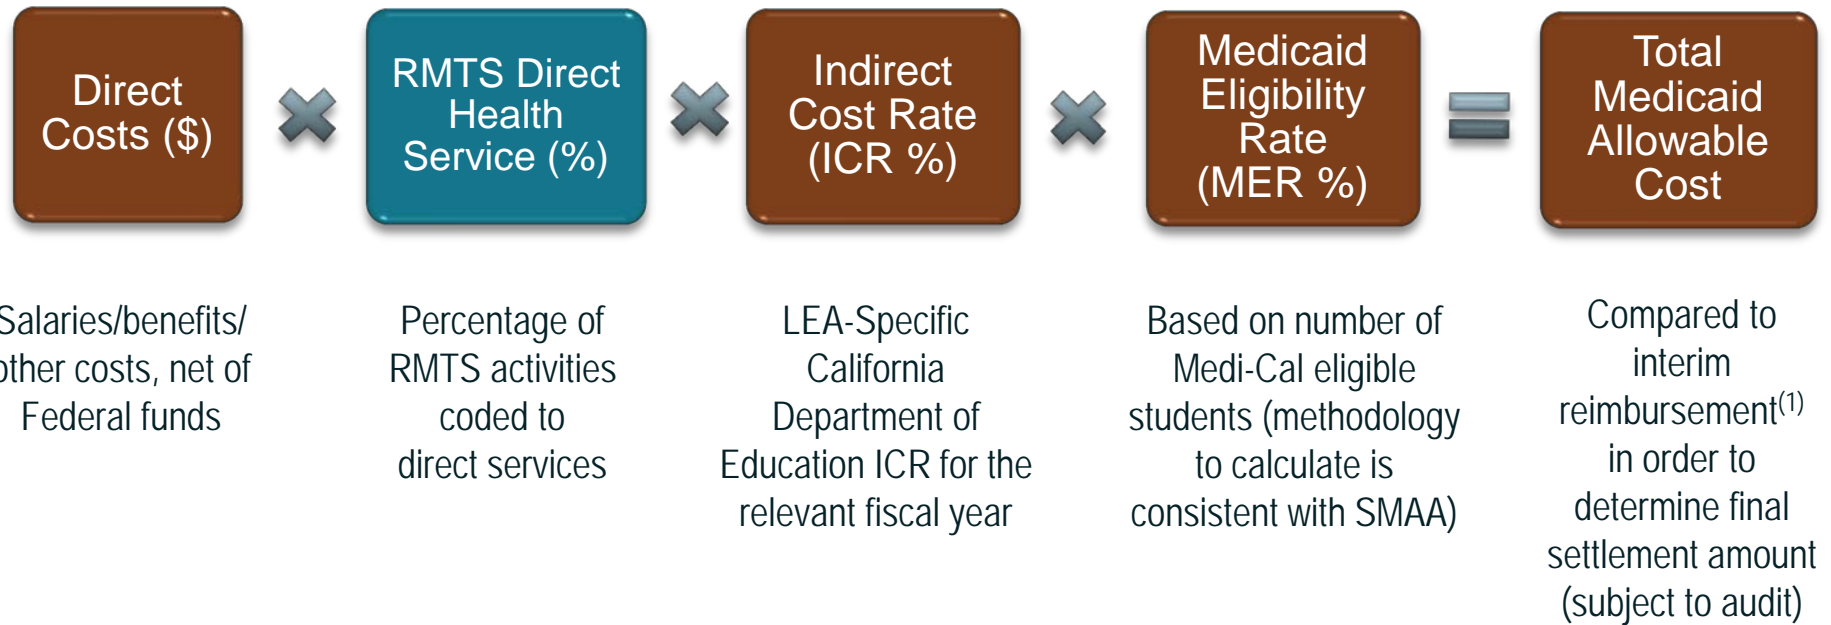 Direct
Costs ($)
RMTS Direct
Health
Service (%)
Indirect
Cost Rate
(ICR %)
Medicaid
Eligibility
Rate
(MER %)
Total
Medicaid
Allowable
Cost
Salaries/benefits/
other costs, net of
Federal funds
Percentage of
RMTS activities
coded to
direct services
LEA-Specific
California
Department of
Education ICR for the
relevant fiscal year
Based on number of
Medi-Cal eligible
students (methodology
to calculate is
consistent with SMAA)
Compared to
interim
reimbursement(1)
in order to
determine final
settlement amount
(subject to audit)